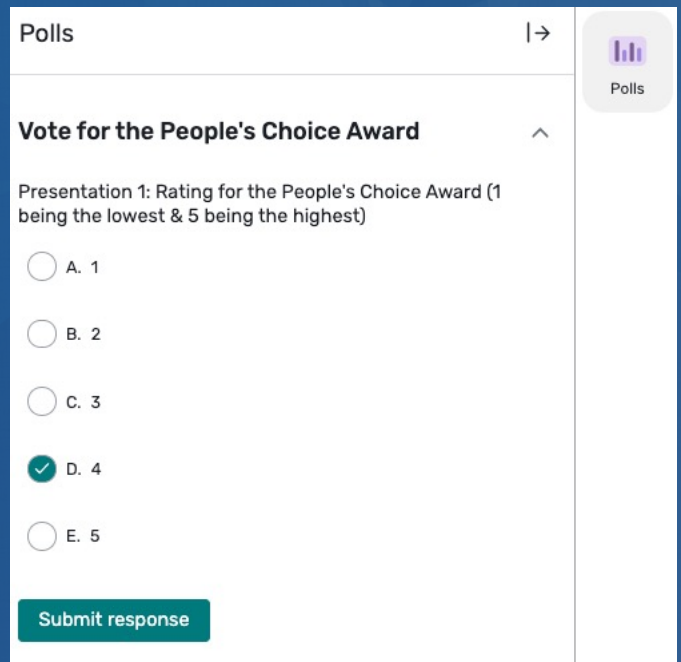 Polls
Polls
Vote for the People's Choice Award
Presentation 1: Rating for the People's Choice Award (1
being the lowest & 5 being the highest)
A. 1
B. 2
C. 3
D. 4
E. 5
Submit response